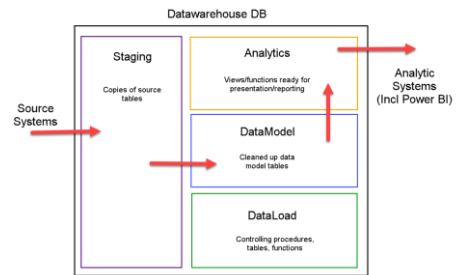 Datawarehouse DB
Staging
Copies of source
tables
Analytics
Views/functions ready for
presentation/reporting
Analytic
Systems
(Incl Power BI)
Source
Systems
DataModel
Cleaned up data
model tables
DataLoad
Controlling procedures,
tables, functions